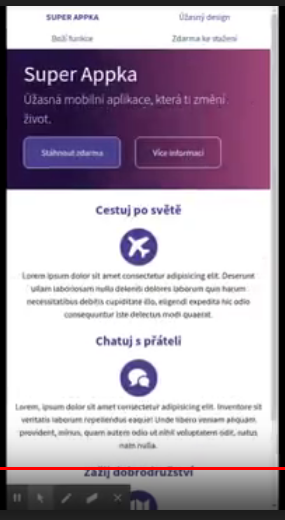 SUPER APPKA Úžasný design
Boží funkce Zdarma ke stažení
Super Appka
Úžasná mobilní aplikace, která ti změní
život.
Stáhnout zdarma Více informací
Cestuj po světě
Lorem ipsum dolor sit amet consectetur adipisicing elit. Deserunt
ullam laboriosam nulla deleniti dolores laborum quo harum
necessitatibus debitis cupiditate illo, eligendi expedita hic odio
consequuntur iste delectus modi quaerat.
Chatuj s přáteli
Lorem, ipsum dolor sit amet consectetur adipisicing elit. Inventore sit
veritatis laborum repellendus eaque! Unde libero veniam aliquam
provident, minus, quam autem odio ut nihil voluptatem odit, natus
nam nulla.
Zažij dobrodružství